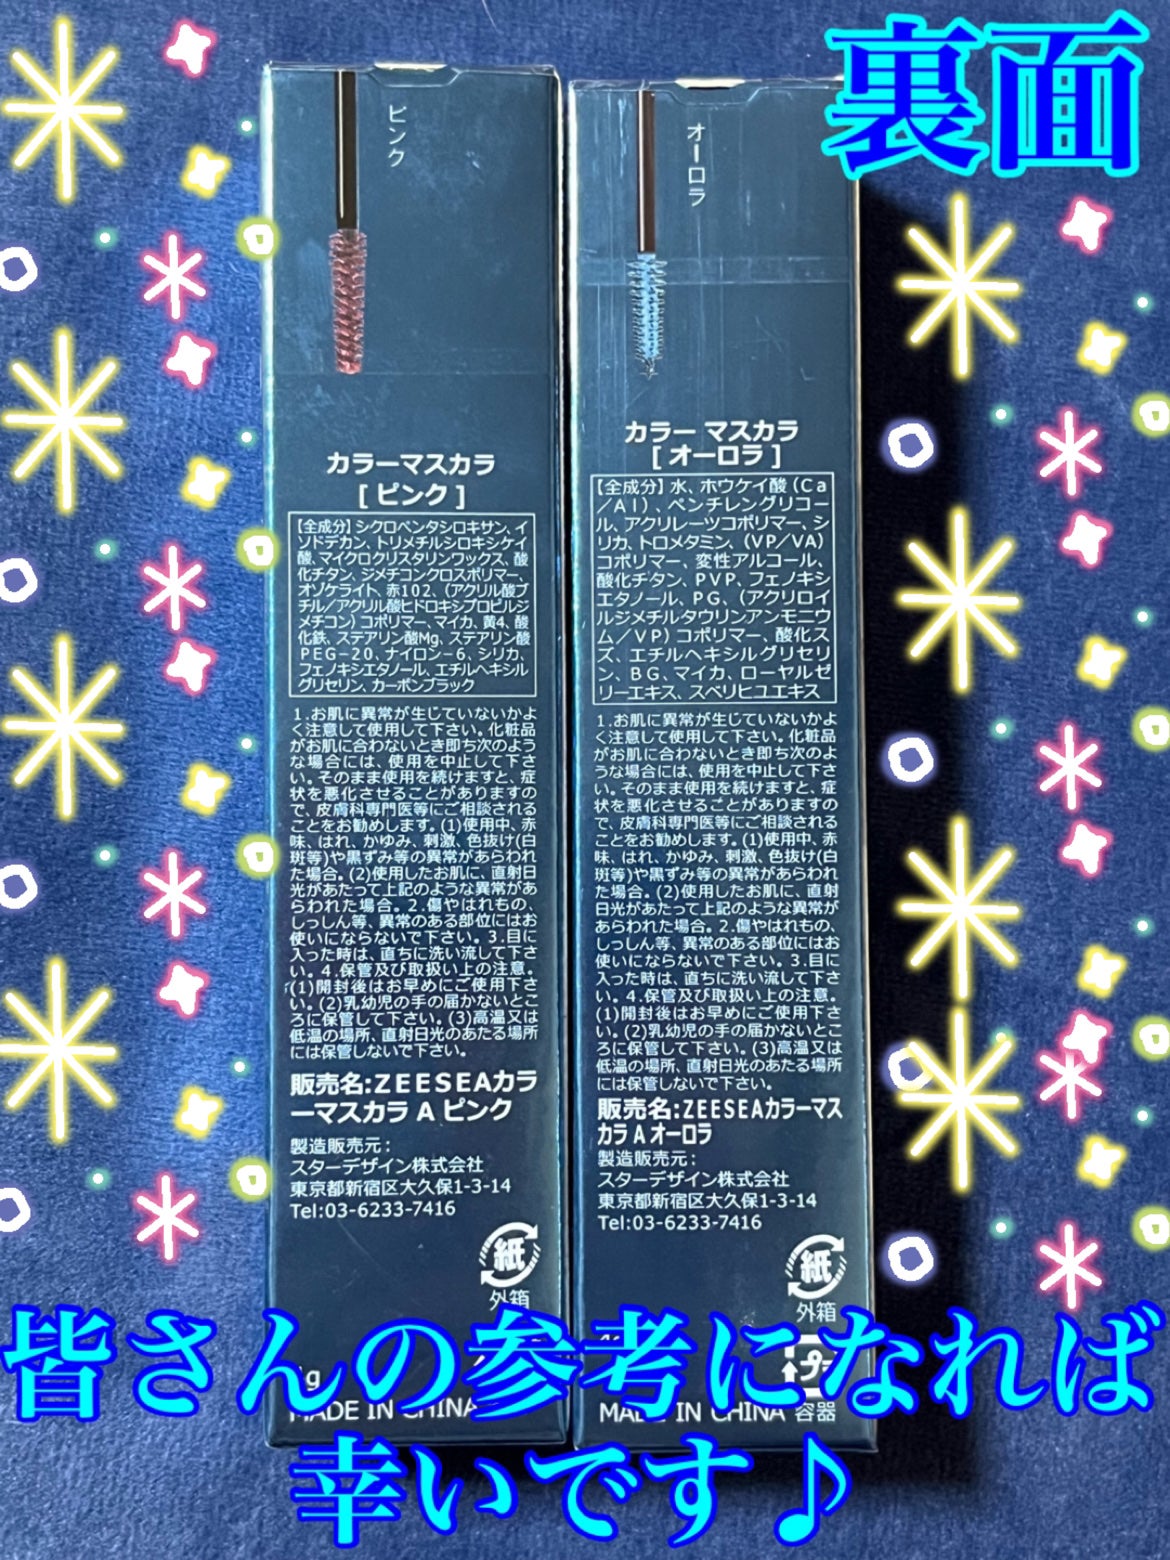 裏面
ピンク
カラーマスカラ
[ ピンク ]
【全成分】シクロペンタシロキサン、イ
ソドデカン、トリメチルシロキシケイ
酸、マイクロクリスタリンワックス、酸
化チタン、ジメチコンクロスポリマー、
オゾケライト、赤102、（アクリル酸ブ
チル/アクリル酸ヒドロキシプロピルジ
メチコン）コポリマー、マイカ、黄4、酸
化鉄、ステアリン酸Mg、ステアリン酸
PEG-20、ナイロン-6、シリカ、
フェノキシエタノール、エチルヘキシル
グリセリン、カーボンブラック
1.お肌に異常が生じていないかよ
く注意して使用して下さい。化粧品
がお肌に合わないとき即ち次のよう
な場合には、使用を中止して下さ
い。そのまま使用を続けますと、症
状を悪化させることがありますの
で、皮膚科専門医等にご相談される
ことをお勧めします。(1)使用中、赤
味、はれ、かゆみ、刺激、色抜け(白
斑等)や黒ずみ等の異常があらわれ
た場合。(2)使用したお肌に、直射日
光があたって上記のような異常があ
らわれた場合。2.傷やはれもの、
しっしん等、異常のある部位にはお
使いにならないで下さい。3.目に
入った時は、直ちに洗い流して下さ
い。4.保管及び取扱い上の注意。
(1)開封後はお早めにご使用下さ
い。(2)乳幼児の手の届かないとこ
ろに保管して下さい。(3)高温又は
低温の場所、直射日光のあたる場所
には保管しないで下さい。
販売名:ZEESEAカラ
ーマスカラ A ピンク
製造販売元:
スターデザイン株式会社
東京都新宿区大久保1-3-14
Tel:03-6233-7416
紙
外箱
MADE IN CHINA
オーロラ
カラー マスカラ
[ オーロラ ]
【全成分】水、ホウケイ酸（Ca
/Al）、ペンチレングリコー
ル、アクリレーツコポリマー、シ
リカ、トロメタミン、（VP/VA）
コポリマー、変性アルコール、
酸化チタン、PVP、フェノキシ
エタノール、PG、（アクリロイ
ルジメチルタウリンアンモニウ
ム/VP）コポリマー、酸化ス
ズ、エチルヘキシルグリセリ
ン、BG、マイカ、ローヤルゼ
リーエキス、スベリヒユエキス
1.お肌に異常が生じていないかよ
く注意して使用して下さい。化粧品
がお肌に合わないとき即ち次のよ
うな場合には、使用を中止して下さ
い。そのまま使用を続けますと、症
状を悪化させることがありますの
で、皮膚科専門医等にご相談される
ことをお勧めします。(1)使用中、赤
味、はれ、かゆみ、刺激、色抜け(白
斑等)や黒ずみ等の異常があらわれ
た場合。(2)使用したお肌に、直射
日光があたって上記のような異常が
あらわれた場合。2.傷やはれもの、
しっしん等、異常のある部位にはお
使いにならないで下さい。3.目に
入った時は、直ちに洗い流して下さ
い。4.保管及び取扱い上の注意。
(1)開封後はお早めにご使用下さ
い。(2)乳幼児の手の届かないとこ
ろに保管して下さい。(3)高温又は
低温の場所、直射日光のあたる場所
には保管しないで下さい。
販売名:ZEESEAカラーマス
カラ A オーロラ
製造販売元:
スターデザイン株式会社
東京都新宿区大久保1-3-14
Tel:03-6233-7416
紙
外箱
プラ
MADE IN CHINA 容器
皆さんの参考になれば
幸いです♪